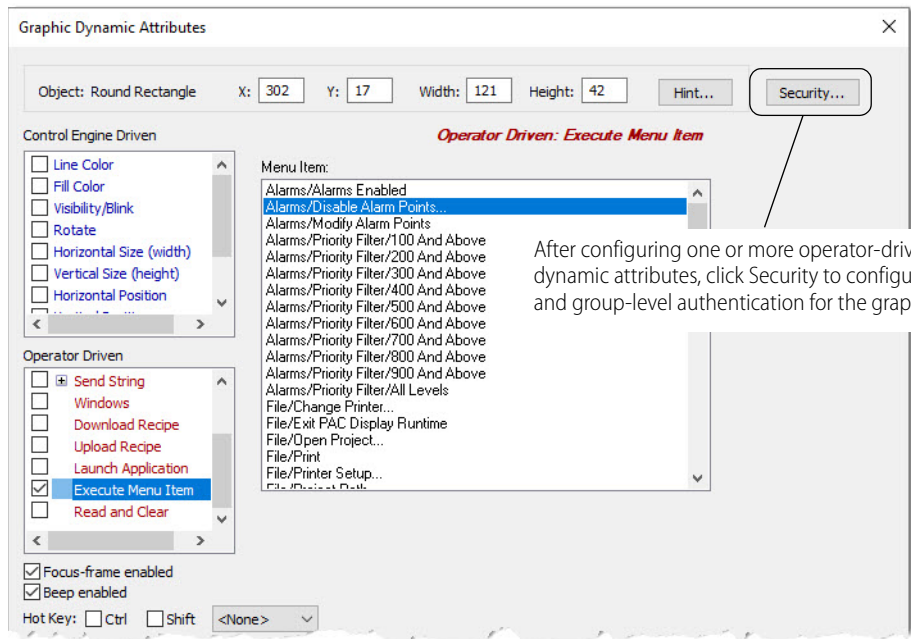 Graphic Dynamic Attributes
Object: Round Rectangle X: 302 Y: 17 Width: 121 Height: 42 Hint... Security...
Control Engine Driven
Operator Driven: Execute Menu Item
Line Color
Fill Color
Visibility/Blink
Rotate
Horizontal Size (width)
Vertical Size (height)
Horizontal Position
Menu Item:
Alarms/Alarms Enabled
Alarms/Disable Alarm Points...
Alarms/Modify Alarm Points
Alarms/Priority Filter/100 And Above
Alarms/Priority Filter/200 And Above
Alarms/Priority Filter/300 And Above
Alarms/Priority Filter/400 And Above
Alarms/Priority Filter/500 And Above
Alarms/Priority Filter/600 And Above
Alarms/Priority Filter/700 And Above
Alarms/Priority Filter/800 And Above
Alarms/Priority Filter/900 And Above
Alarms/Priority Filter/All Levels
File/Change Printer...
File/Exit PAC Display Runtime
File/Open Project...
File/Print
File/Printer Setup...
After configuring one or more operator-driv
dynamic attributes, click Security to configu
and group-level authentication for the grap
Operator Driven
Send String
Windows
Download Recipe
Upload Recipe
Launch Application
Execute Menu Item
Read and Clear
Focus-frame enabled
Beep enabled
Hot Key: Ctrl Shift <None>